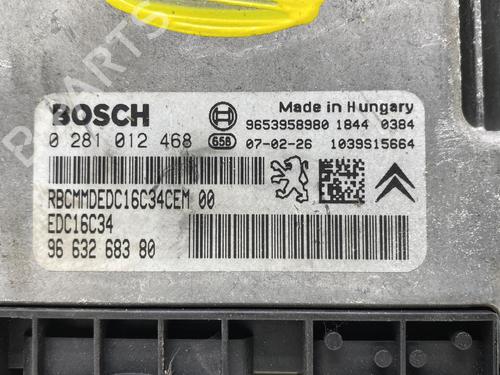 PARTS
BOSCH
Made in Hungary
0 281 012 468 658 9653958980 1844 0384
07-02-26 1039S15664
RBCMMDEDC16C34CEM 00
EDC16C34
96 632 683 80